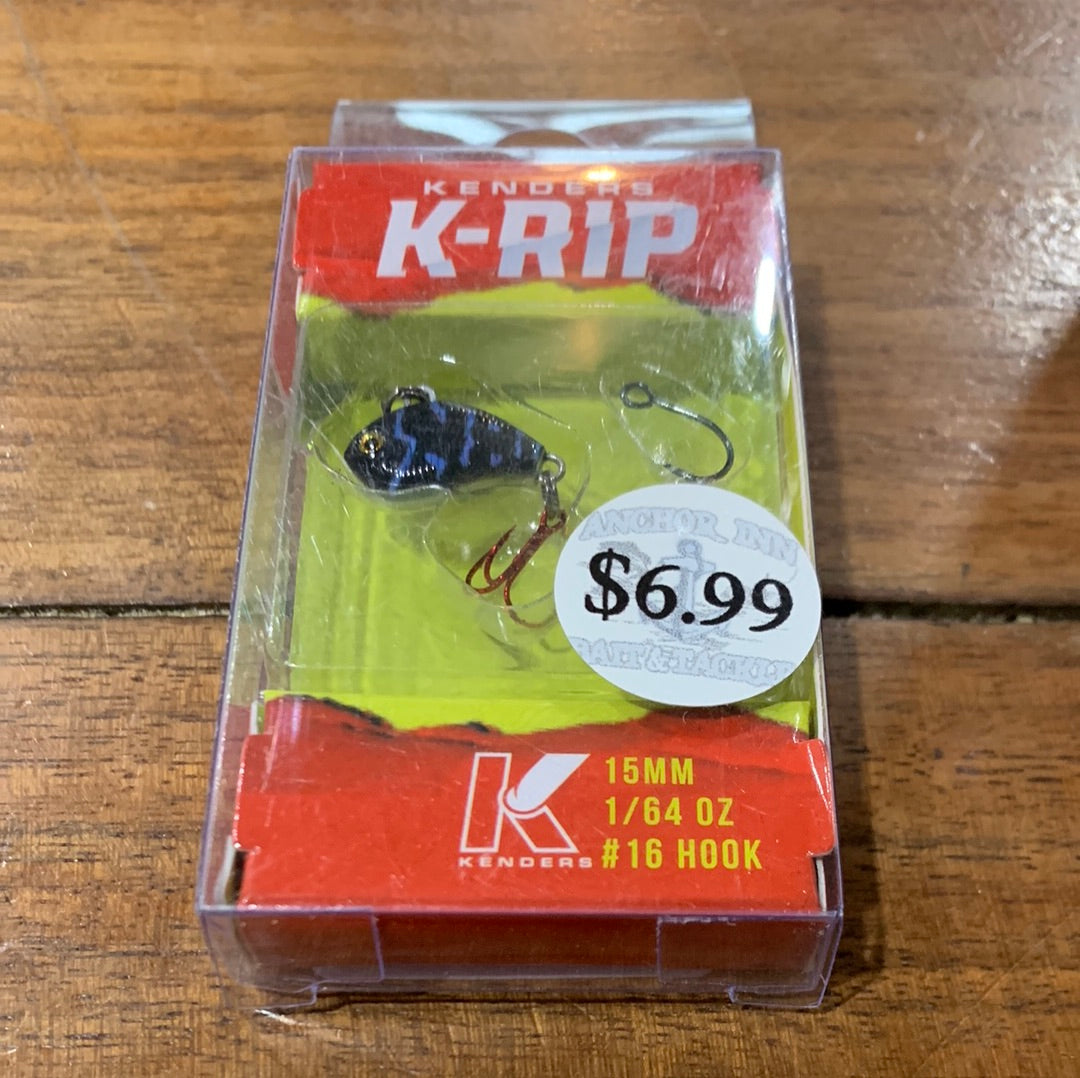 KENDERS
K-RIP
ANCHOR INN
$6.99
BAIT & TACKLE
K
KENDERS
15MM
1/64 OZ
#16 HOOK